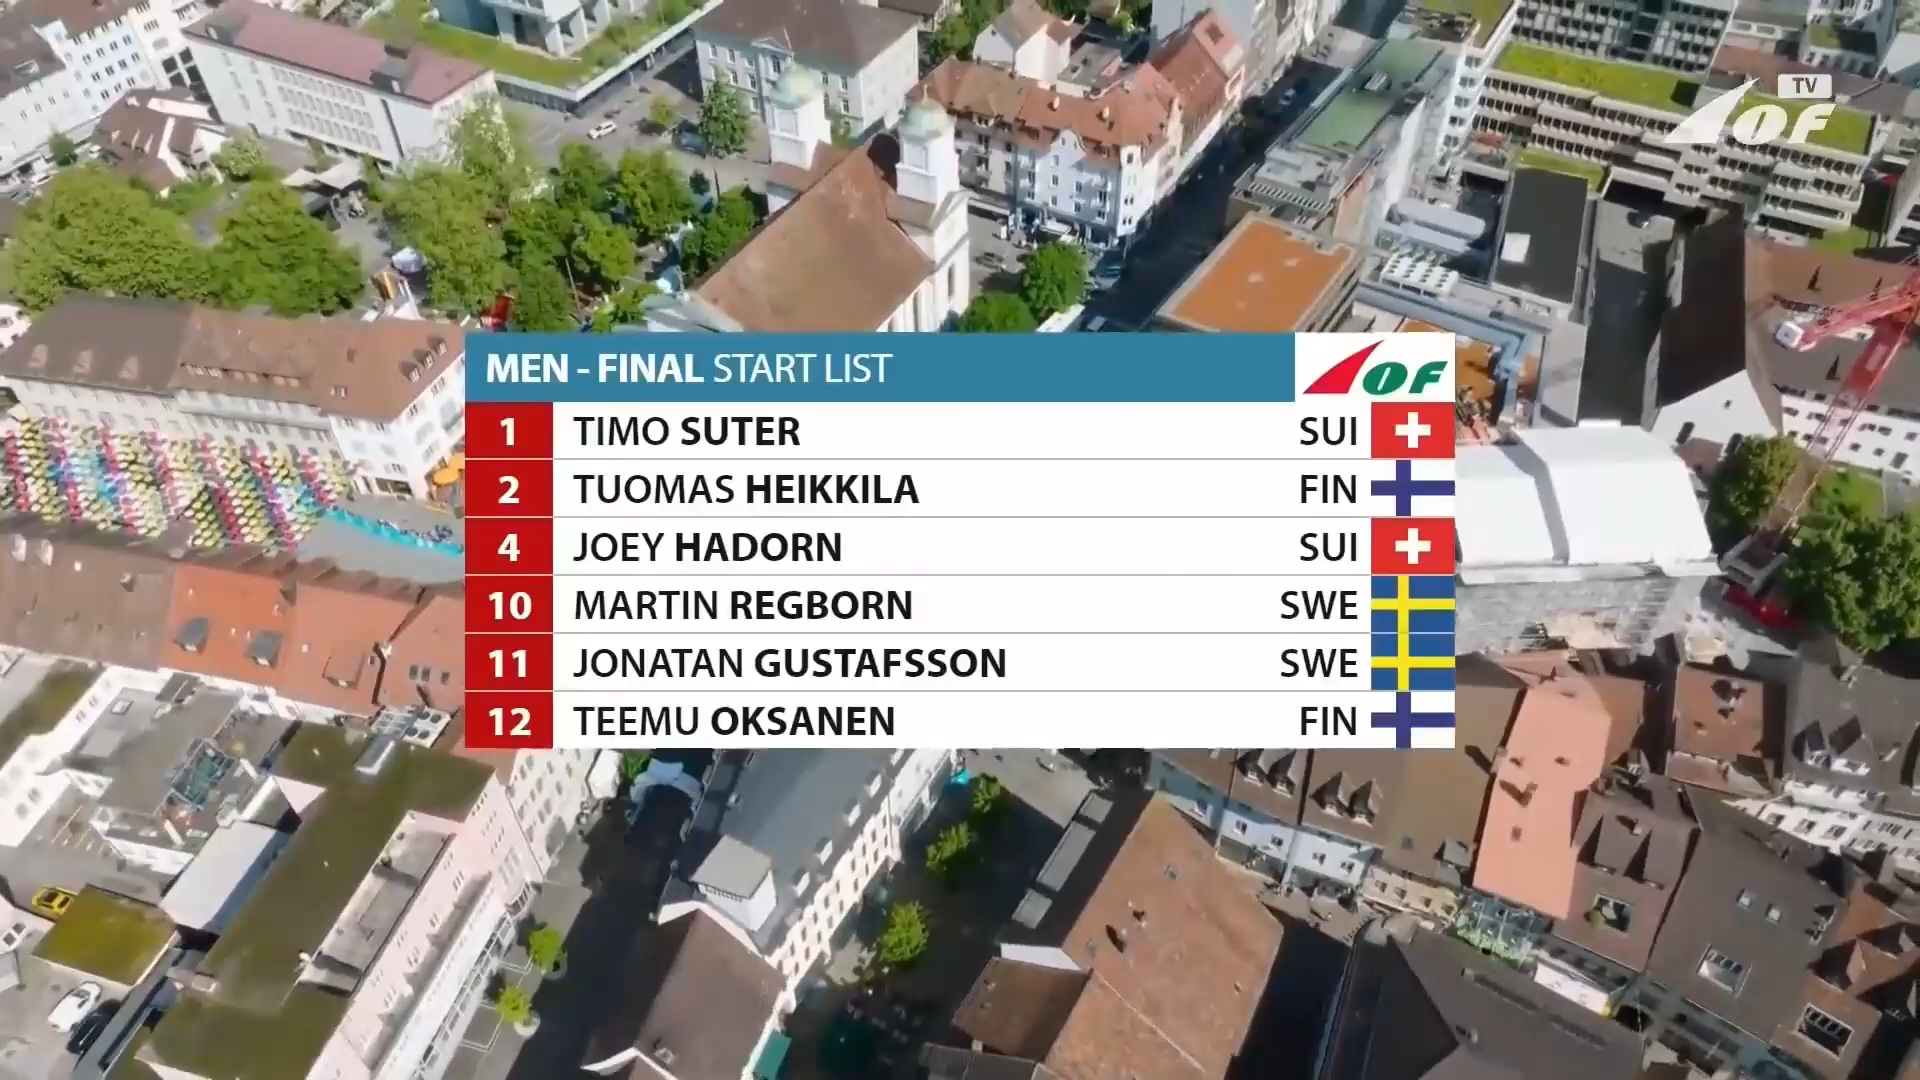 TV
IOF
MEN - FINAL START LIST
IOF
1 TIMO SUTER SUI
2 TUOMAS HEIKKILA FIN
4 JOEY HADORN SUI
10 MARTIN REGBORN SWE
11 JONATAN GUSTAFSSON SWE
12 TEEMU OKSANEN FIN